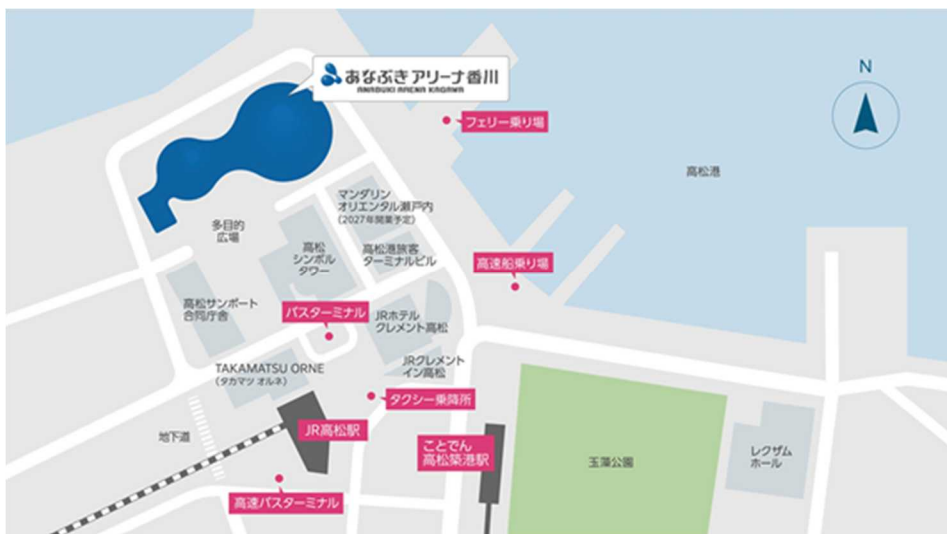 あなぶきアリーナ香川
ANABUKI ARENA KAGAWA
N
フェリー乗り場
高松港
マンダリン
オリエンタル瀬戸内
（2027年開業予定）
多目的
広場
高松
シンボル
タワー
高松港旅客
ターミナルビル
高速船乗り場
高松サンポート
合同庁舎
バスターミナル
JRホテル
クレメント高松
TAKAMATSU ORNE
（タカマツ オルネ）
JRクレメント
イン高松
タクシー乗降所
地下道
JR高松駅
ことでん
高松築港駅
玉藻公園
レクザム
ホール
高速バスターミナル